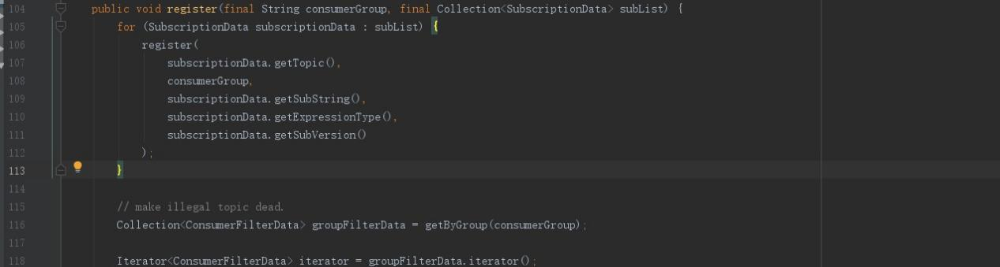 104 public void register(final String consumerGroup, final Collection<SubscriptionData> subList) {
105 for (SubscriptionData subscriptionData : subList) {
106 register(
107 subscriptionData.getTopic(),
108 consumerGroup,
109 subscriptionData.getSubString(),
110 subscriptionData.getExpressionType(),
111 subscriptionData.getSubVersion()
112 );
113 }
114
115 // make illegal topic dead.
116 Collection<ConsumerFilterData> groupFilterData = getByGroup(consumerGroup);
117
118 Iterator<ConsumerFilterData> iterator = groupFilterData.iterator();